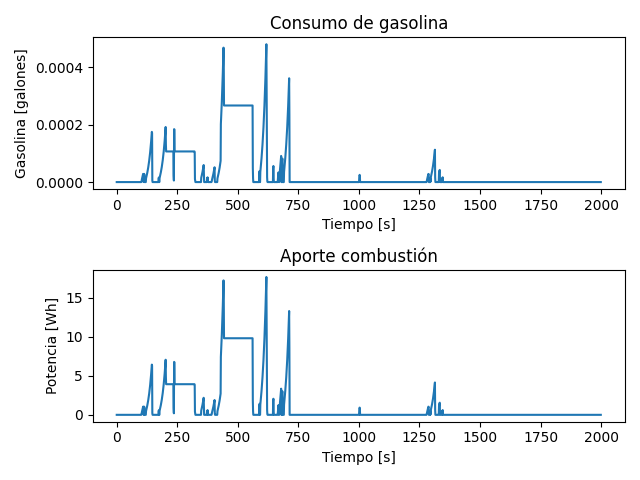 Consumo de gasolina
Gasolina [galones]
0.0004
0.0002
0.0000
0 250 500 750 1000 1250 1500 1750 2000
Tiempo [s]
Aporte combustión
Potencia [Wh]
15
10
5
0
0 250 500 750 1000 1250 1500 1750 2000
Tiempo [s]